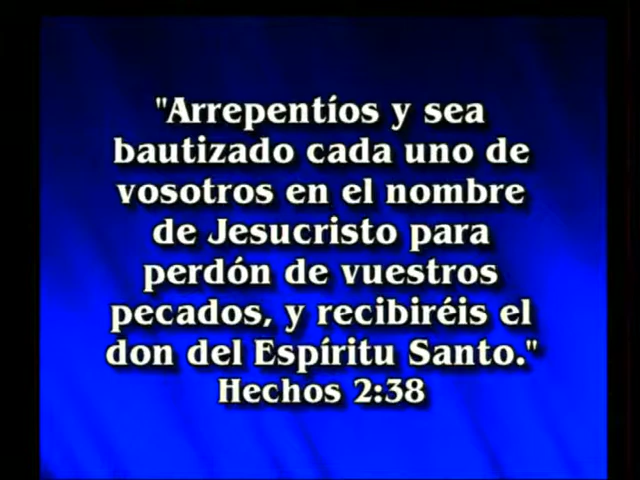 "Arrepentíos y sea
bautizado cada uno de
vosotros en el nombre
de Jesucristo para
perdón de vuestros
pecados, y recibiréis el
don del Espíritu Santo."
Hechos 2:38